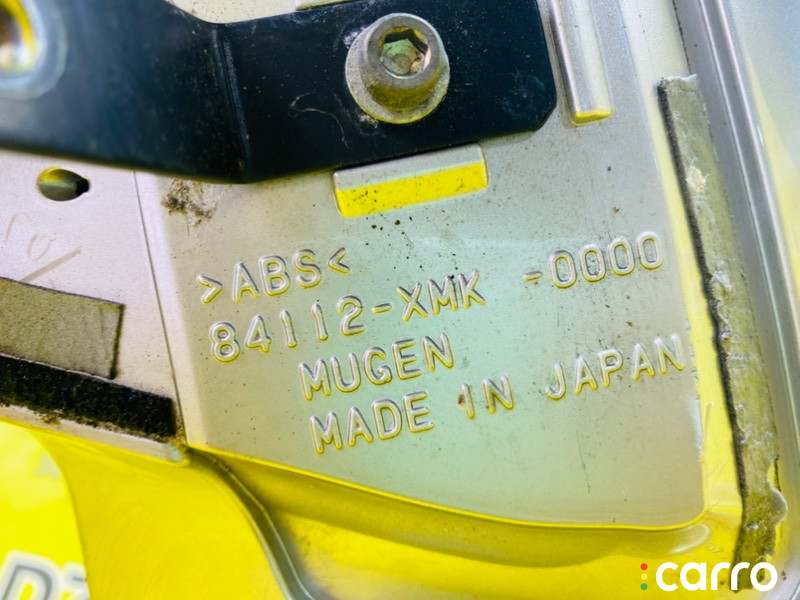 >ABS<
84112-XMK -0000
MUGEN
MADE IN JAPAN
carro